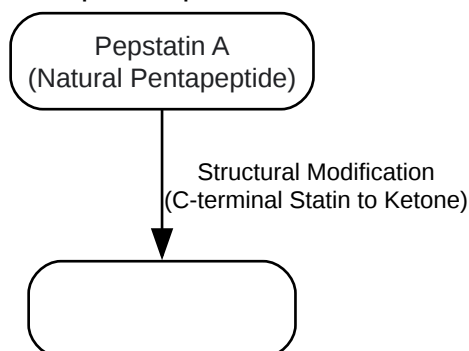 Pepstatin A
(Natural Pentapeptide)
Structural Modification
(C-terminal Statin to Ketone)